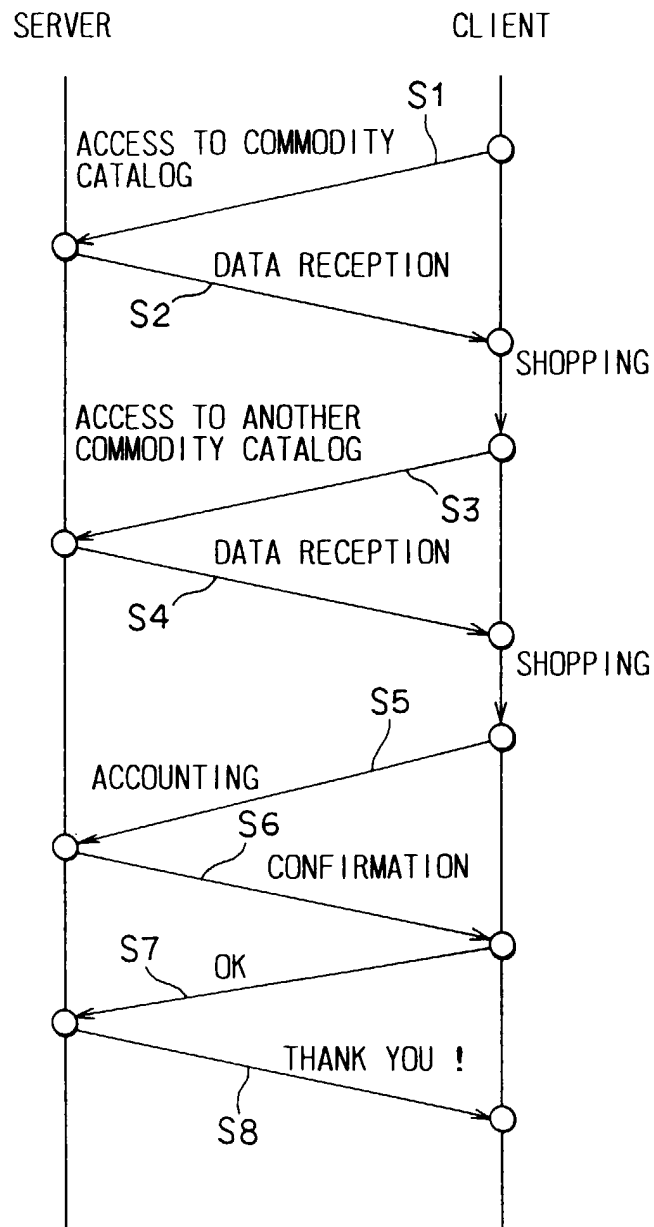 SERVER
CLIENT
S1
ACCESS TO COMMODITY
CATALOG
DATA RECEPTION
S2
SHOPPING
ACCESS TO ANOTHER
COMMODITY CATALOG
S3
DATA RECEPTION
S4
SHOPPING
S5
ACCOUNTING
S6
CONFIRMATION
S7
OK
THANK YOU !
S8